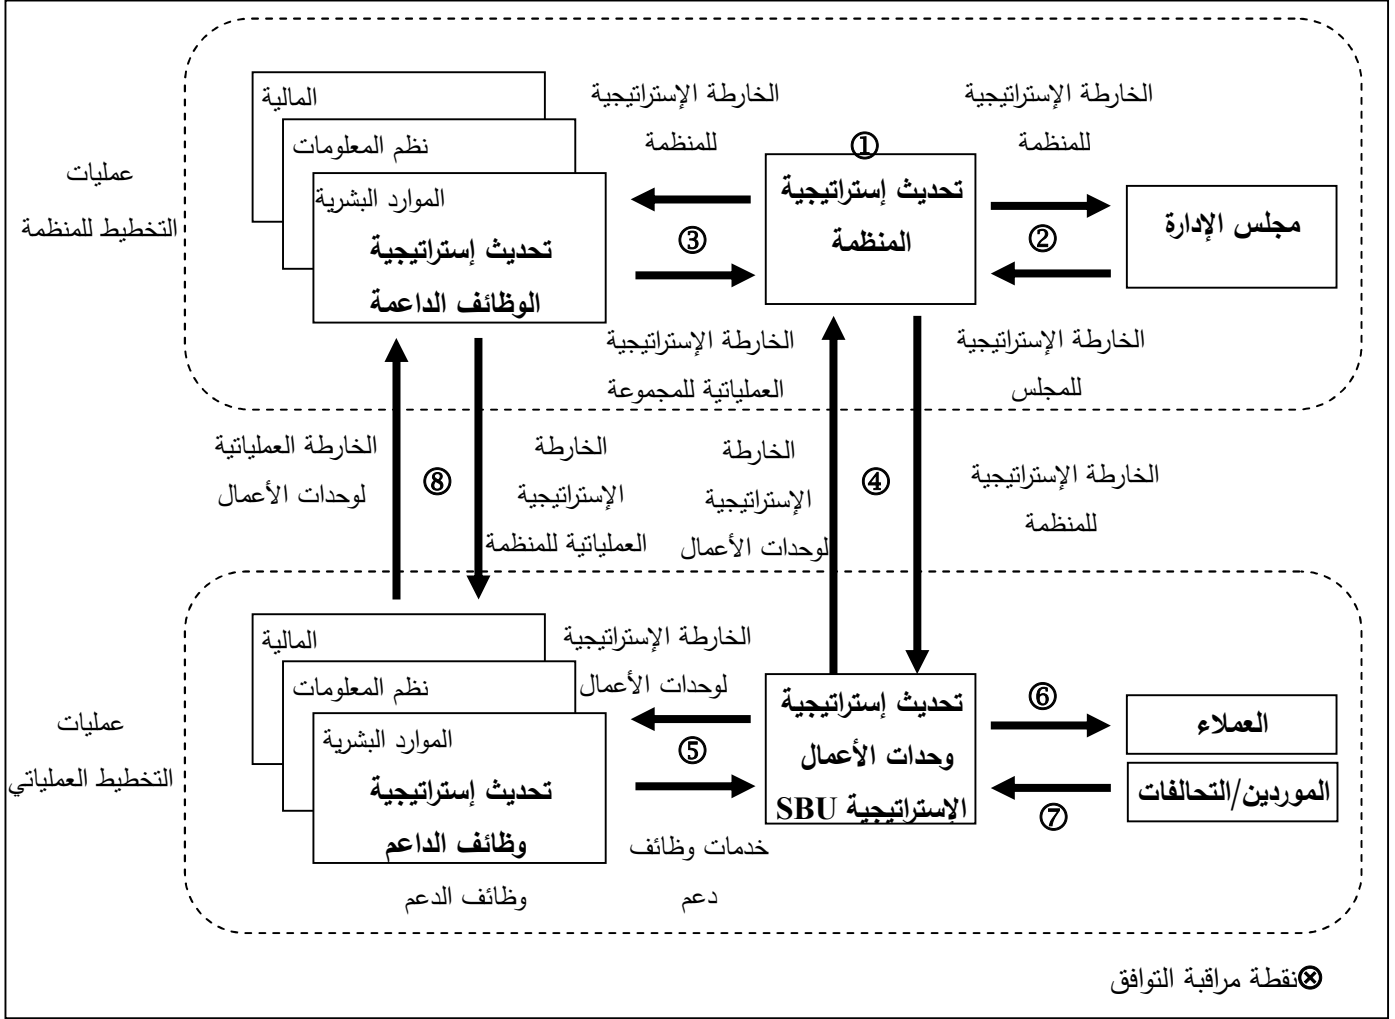 الخارطة الإستراتيجية
للمنظمة
①
الخارطة الإستراتيجية
للمنظمة
المالية
نظم المعلومات
الموارد البشرية
تحديث إستراتيجية
الوظائف الداعمة
عمليات
التخطيط للمنظمة
تحديث إستراتيجية
المنظمة
مجلس الإدارة
②
③
الخارطة الإستراتيجية
للمجلس
الخارطة الإستراتيجية
العملياتية للمجموعة
الخارطة الإستراتيجية
للمنظمة
④
الخارطة
الإستراتيجية
لوحدات الأعمال
الخارطة
الإستراتيجية
العملياتية للمنظمة
⑧
الخارطة العملياتية
لوحدات الأعمال
الخارطة الإستراتيجية
لوحدات الأعمال
المالية
نظم المعلومات
الموارد البشرية
تحديث إستراتيجية
وظائف الداعم
عمليات
التخطيط العملياتي
تحديث إستراتيجية
وحدات الأعمال
الإستراتيجية SBU
⑤
⑥
العملاء
الموردين/التحالفات
⑦
خدمات وظائف
دعم
وظائف الدعم
⊗نقطة مراقبة التوافق